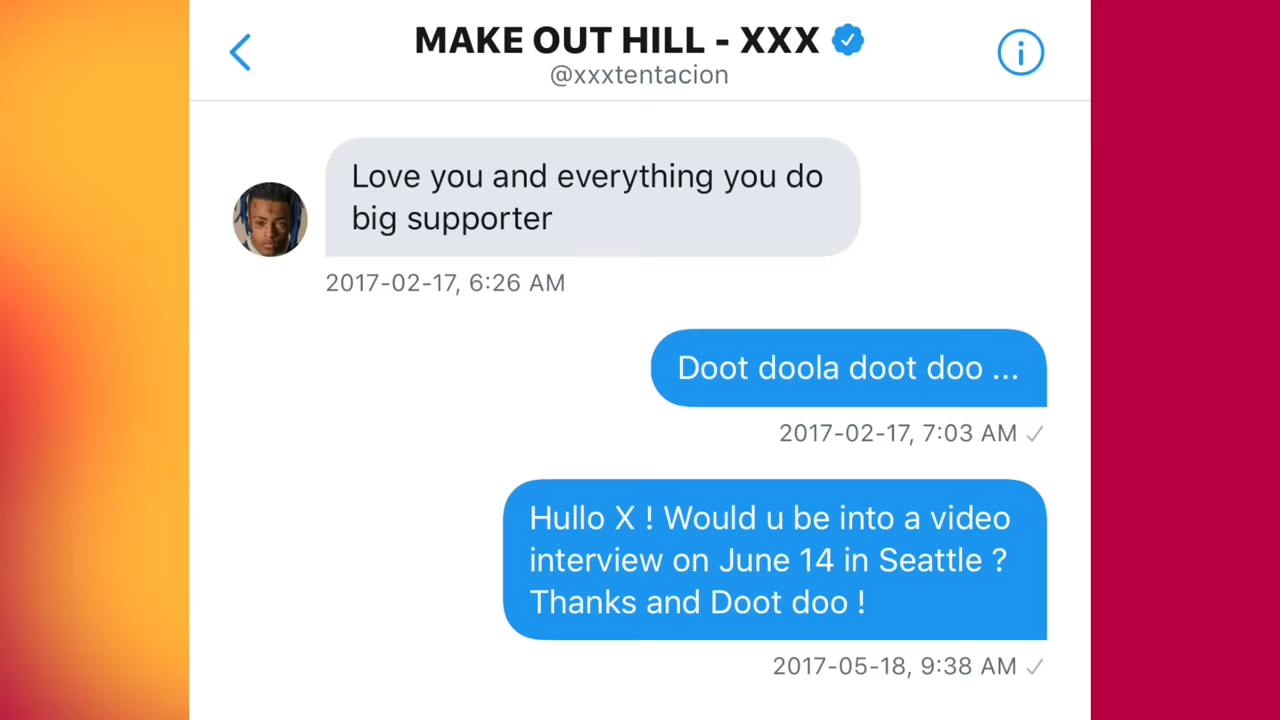 MAKE OUT HILL - XXX
@xxxtentacion
Love you and everything you do
big supporter
2017-02-17, 6:26 AM
Doot doola doot doo ...
2017-02-17, 7:03 AM
Hullo X ! Would u be into a video
interview on June 14 in Seattle ?
Thanks and Doot doo !
2017-05-18, 9:38 AM